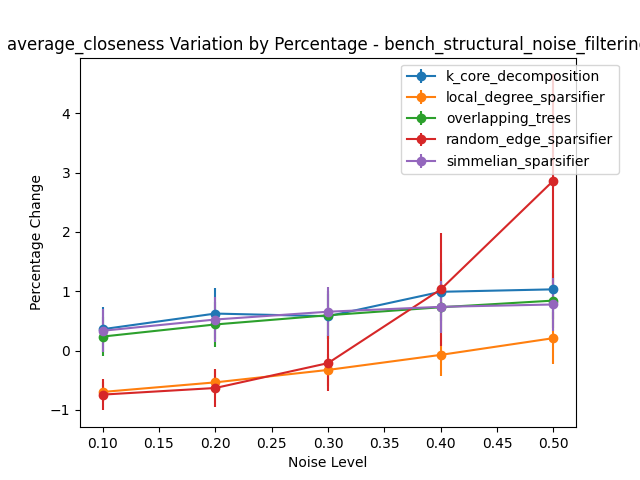 average_closeness Variation by Percentage - bench_structural_noise_filtering
k_core_decomposition
local_degree_sparsifier
overlapping_trees
random_edge_sparsifier
simmelian_sparsifier
Percentage Change
4
3
2
1
0
−1
0.10 0.15 0.20 0.25 0.30 0.35 0.40 0.45 0.50
Noise Level